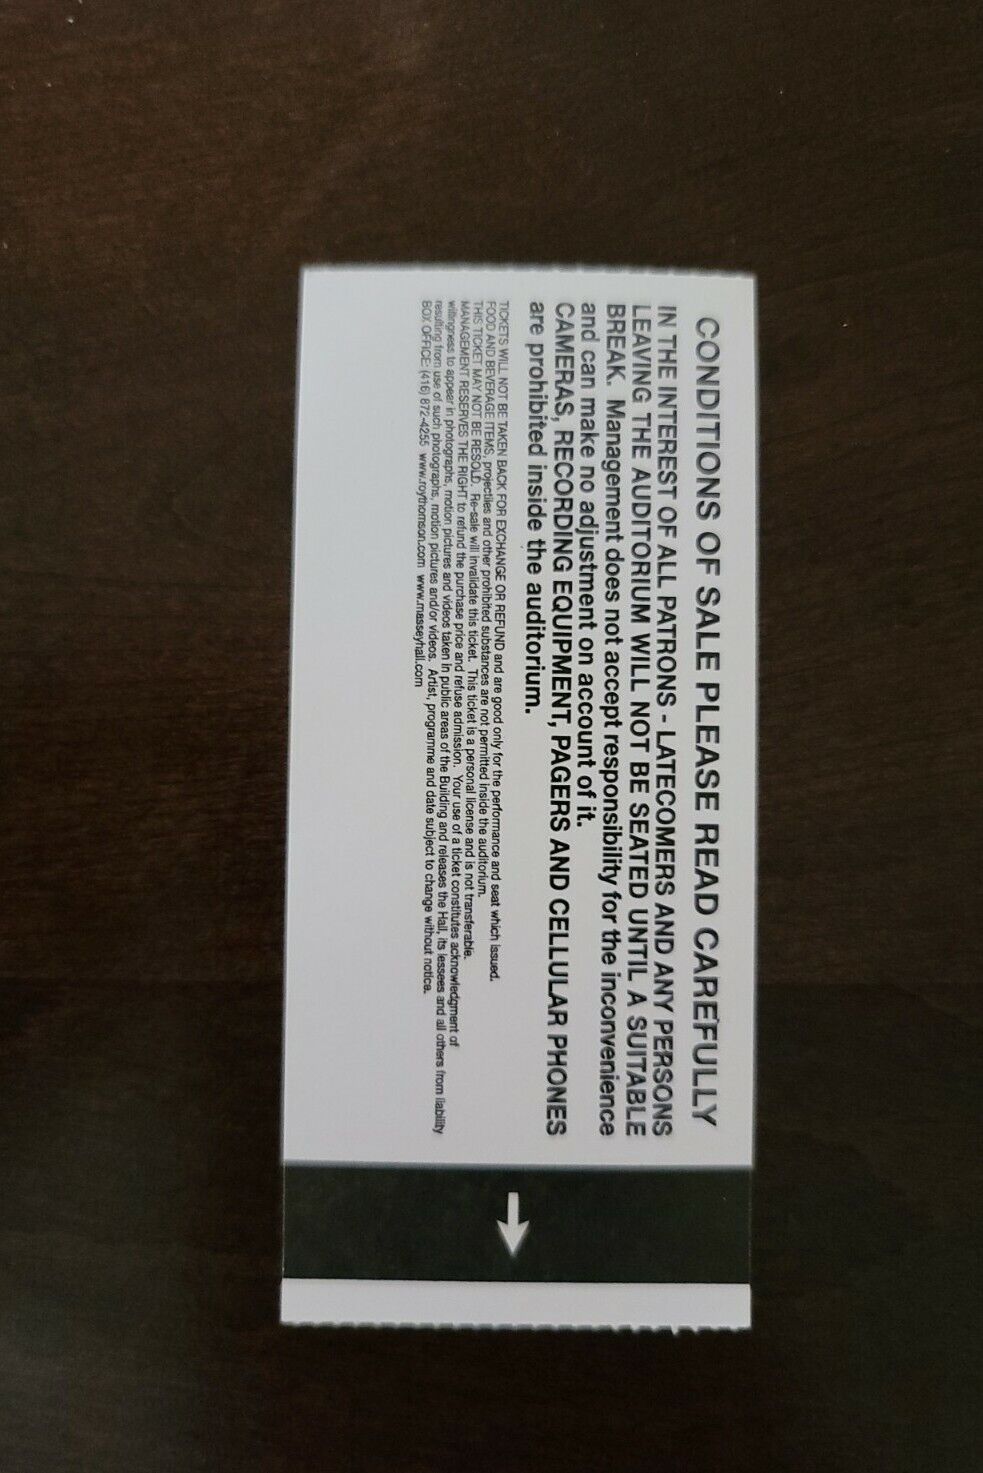 CONDITIONS OF SALE PLEASE READ CAREFULLY
IN THE INTEREST OF ALL PATRONS - LATECOMERS AND ANY PERSONS
LEAVING THE AUDITORIUM WILL NOT BE SEATED UNTIL A SUITABLE
BREAK. Management does not accept responsibility for the inconvenience
and can make no adjustment on account of it.
CAMERAS, RECORDING EQUIPMENT, PAGERS AND CELLULAR PHONES
are prohibited inside the auditorium.
TICKETS WILL NOT BE TAKEN BACK FOR EXCHANGE OR REFUND and are good only for the performance and seat which issued.
FOOD AND BEVERAGE ITEMS, projectiles and other prohibited substances are not permitted inside the auditorium.
THIS TICKET MAY NOT BE RESOLD. Re-sale will invalidate this ticket. This ticket is a personal license and is not transferable.
MANAGEMENT RESERVES THE RIGHT to refund the purchase price and refuse admission. Your use of a ticket constitutes acknowledgment of
willingness to appear in photographs, motion pictures and videos taken in public areas of the Building and releases the Hall, its lessees and all others from liability
resulting from use of such photographs, motion pictures and/or videos. Artist, programme and date subject to change without notice.
BOX OFFICE: (416) 872-4255 www.roythomson.com www.masseyhall.com